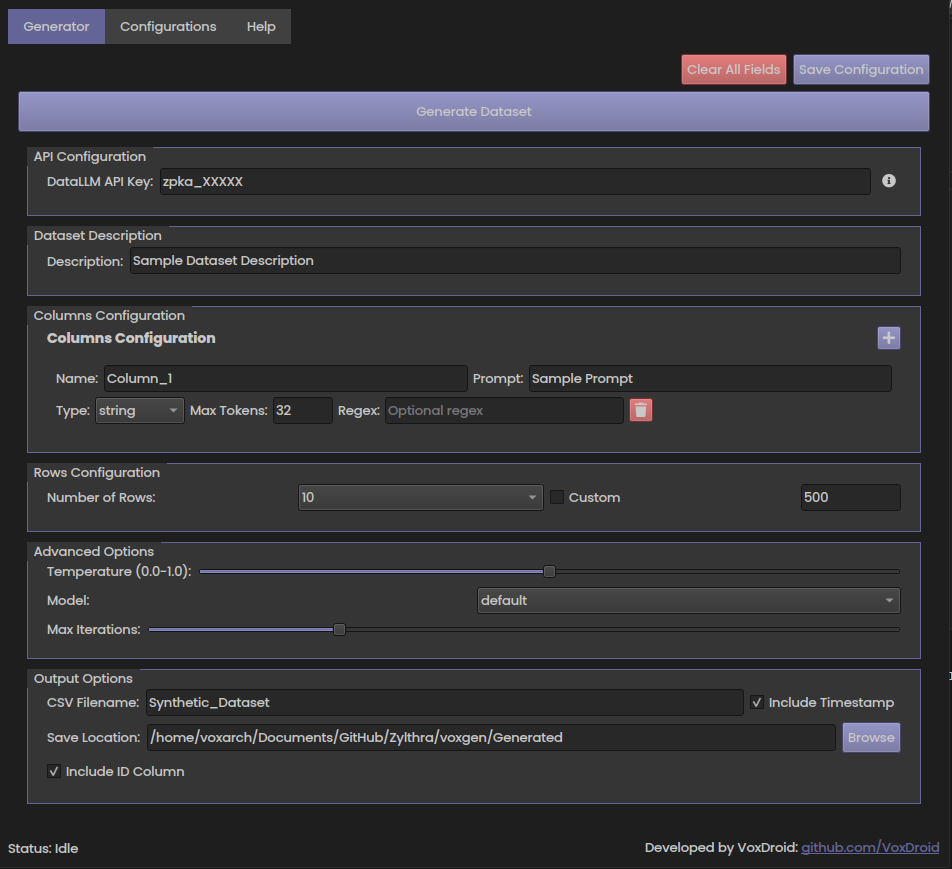 Generator Configurations Help
Clear All Fields Save Configuration
Generate Dataset
API Configuration
DataLLM API Key: zpka_XXXXX
Dataset Description
Description: Sample Dataset Description
Columns Configuration
Columns Configuration
Name: Column_1 Prompt: Sample Prompt
Type: string Max Tokens: 32 Regex: Optional regex
Rows Configuration
Number of Rows: 10 Custom 500
Advanced Options
Temperature (0.0-1.0):
Model: default
Max Iterations:
Output Options
CSV Filename: Synthetic_Dataset Include Timestamp
Save Location: /home/voxarch/Documents/GitHub/Zylthra/voxgen/Generated Browse
Include ID Column
Status: Idle Developed by VoxDroid: github.com/VoxDroid